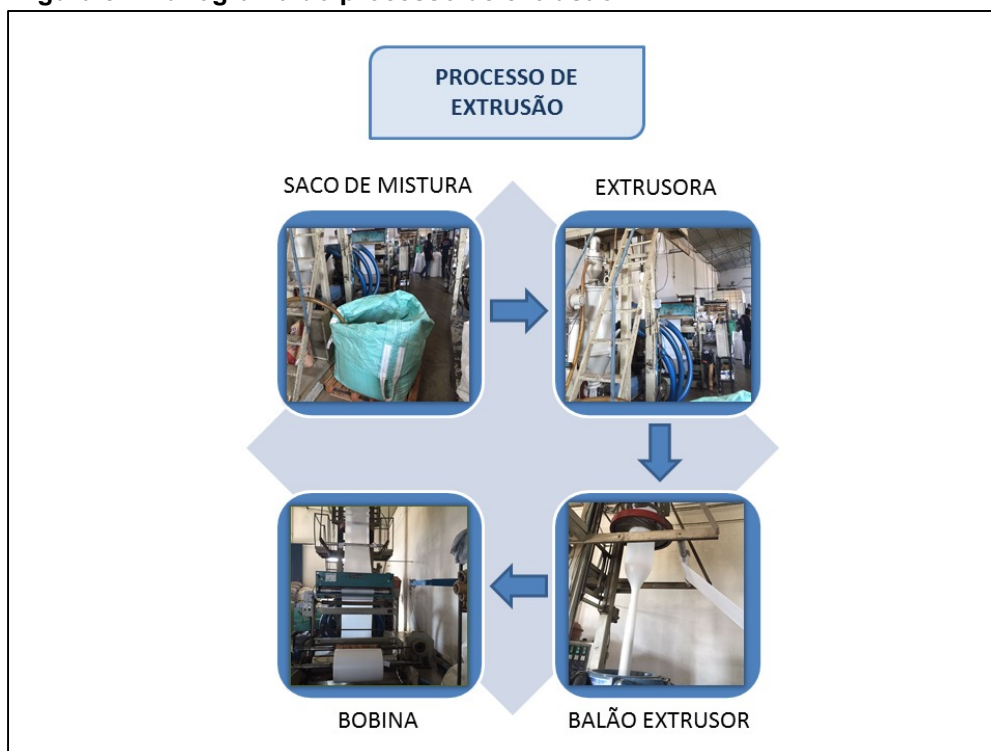 PROCESSO DE
EXTRUSÃO
SACO DE MISTURA
EXTRUSORA
BOBINA
BALÃO EXTRUSOR